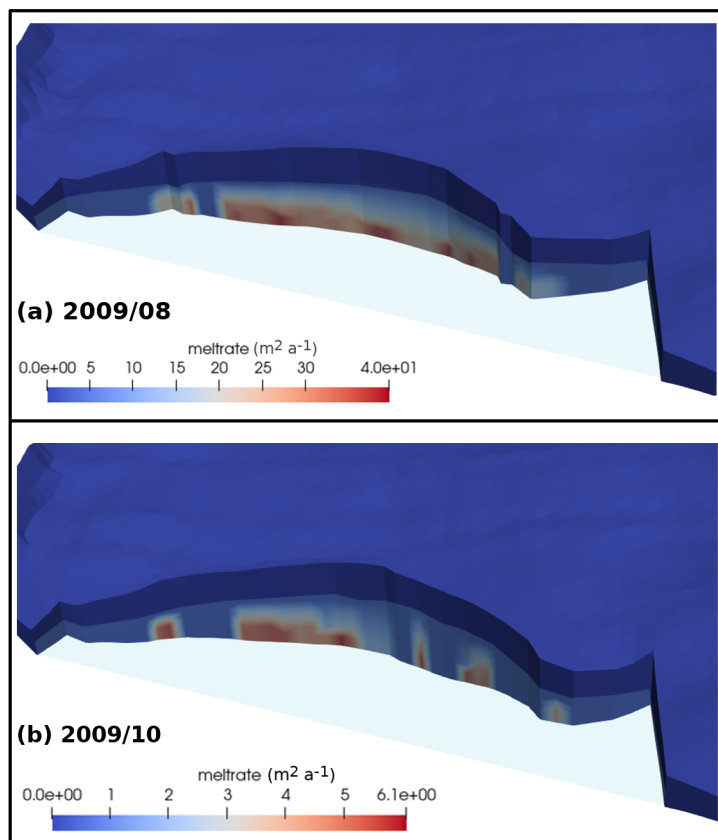 (a) 2009/08
meltrate (m² a⁻¹)
0.0e+00 5 10 15 20 25 30 4.0e+01
(b) 2009/10
meltrate (m² a⁻¹)
0.0e+00 1 2 3 4 5 6.1e+00